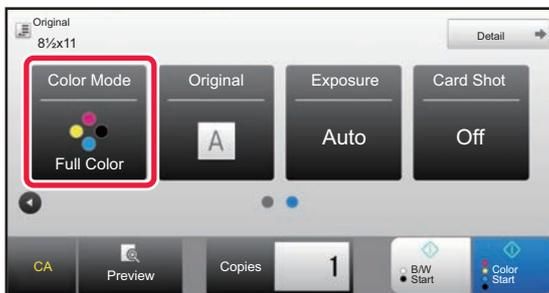 Original
8½x11
Detail
Color Mode
Full Color
Original
A
Exposure
Auto
Card Shot
Off
CA
Preview
Copies
1
B/W
Start
Color
Start